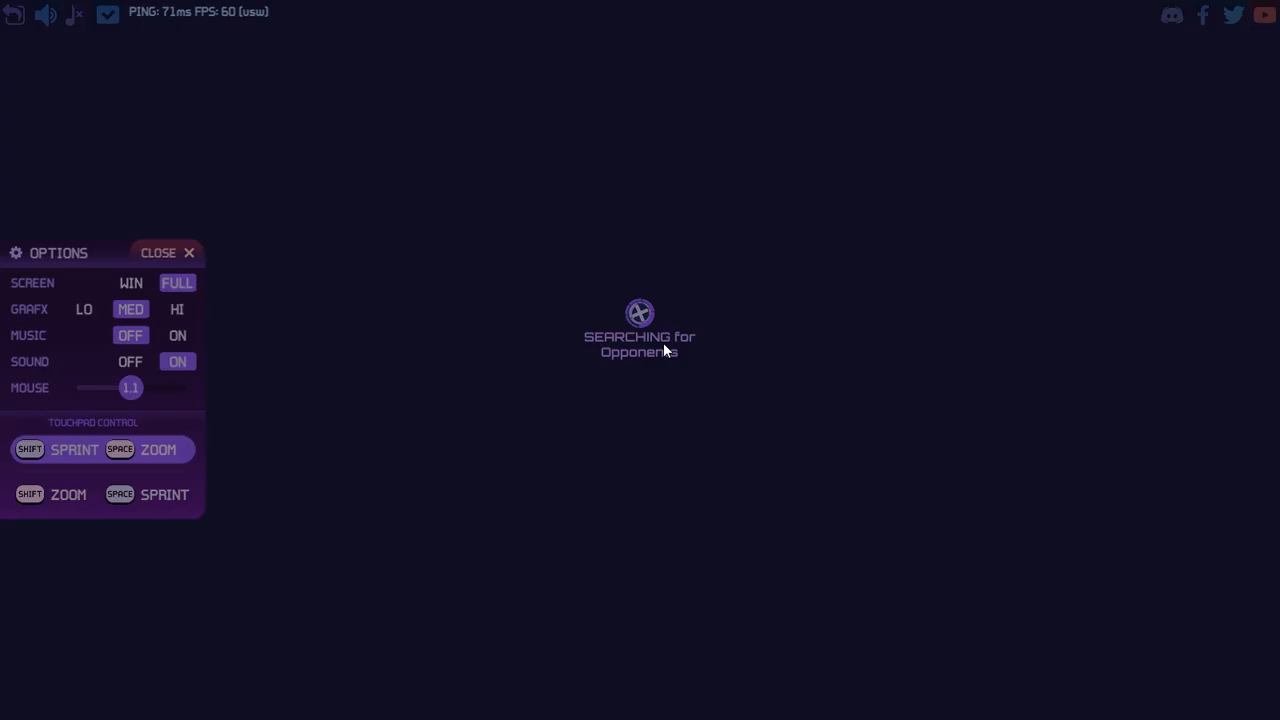 PING: 71ms FPS: 60 (usw)
OPTIONS CLOSE
SCREEN WIN FULL
GRAFX LO MED HI
MUSIC OFF ON
SOUND OFF ON
MOUSE 1.1
TOUCHPAD CONTROL
SHIFT SPRINT SPACE ZOOM
SHIFT ZOOM SPACE SPRINT
SEARCHING for
Opponents